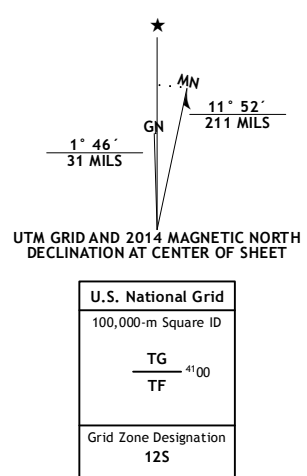 ★
MN
GN
11° 52´
211 MILS
1° 46´
31 MILS
UTM GRID AND 2014 MAGNETIC NORTH
DECLINATION AT CENTER OF SHEET
U.S. National Grid
100,000-m Square ID
TG
4100
TF
Grid Zone Designation
12S